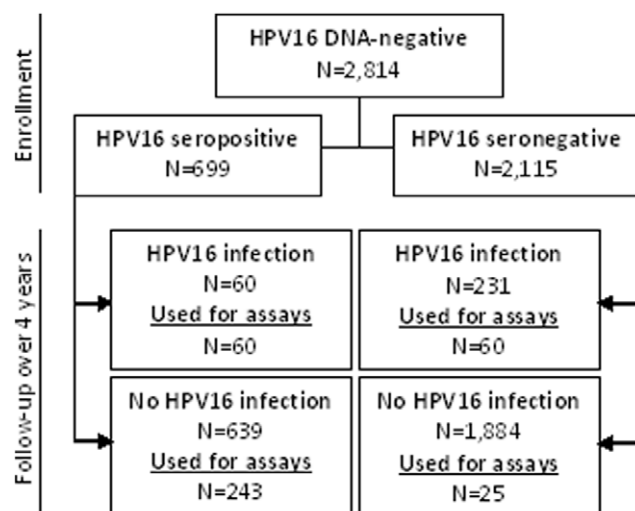 Enrollment
HPV16 DNA-negative
N=2,814
HPV16 seropositive
N=699
HPV16 seronegative
N=2,115
Follow-up over 4 years
HPV16 infection
N=60
Used for assays
N=60
HPV16 infection
N=231
Used for assays
N=60
No HPV16 infection
N=639
Used for assays
N=243
No HPV16 infection
N=1,884
Used for assays
N=25